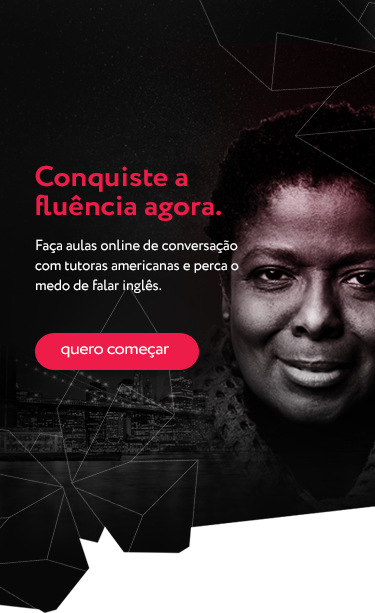 Conquiste a
fluência agora.
Faça aulas online de conversação
com tutoras americanas e perca o
medo de falar inglês.
quero começar